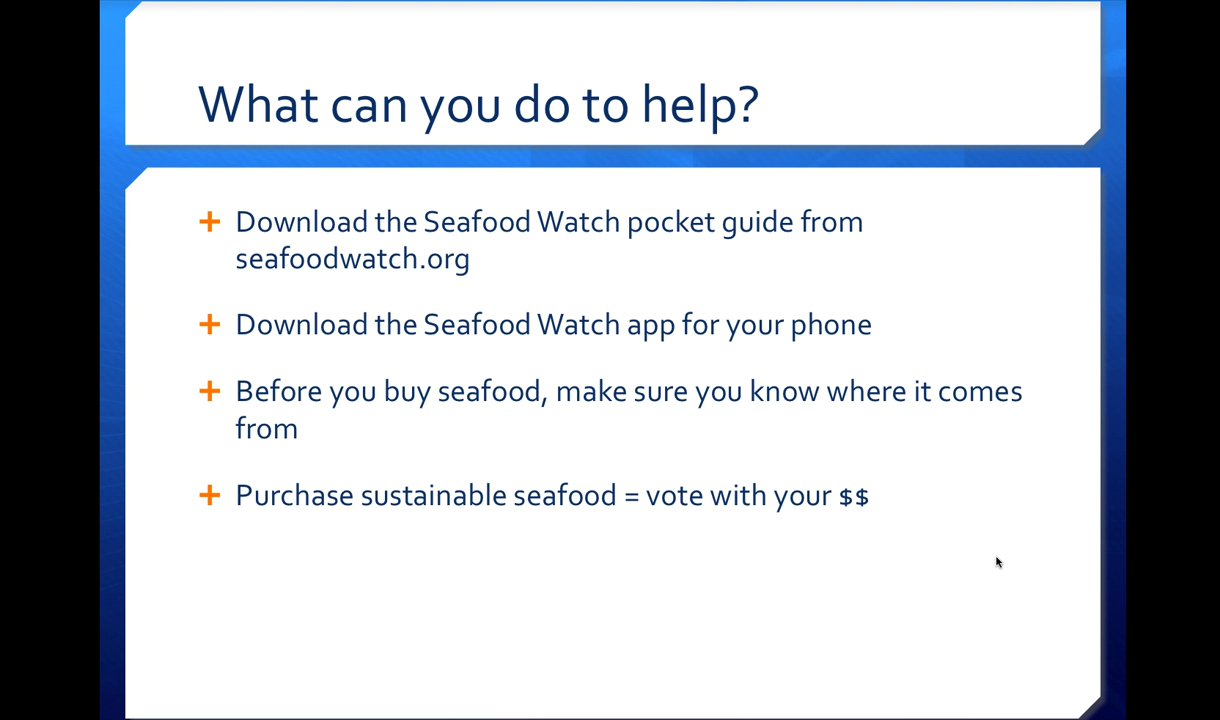 What can you do to help?
Download the Seafood Watch pocket guide from
seafoodwatch.org
Download the Seafood Watch app for your phone
Before you buy seafood, make sure you know where it comes
from
Purchase sustainable seafood = vote with your $$